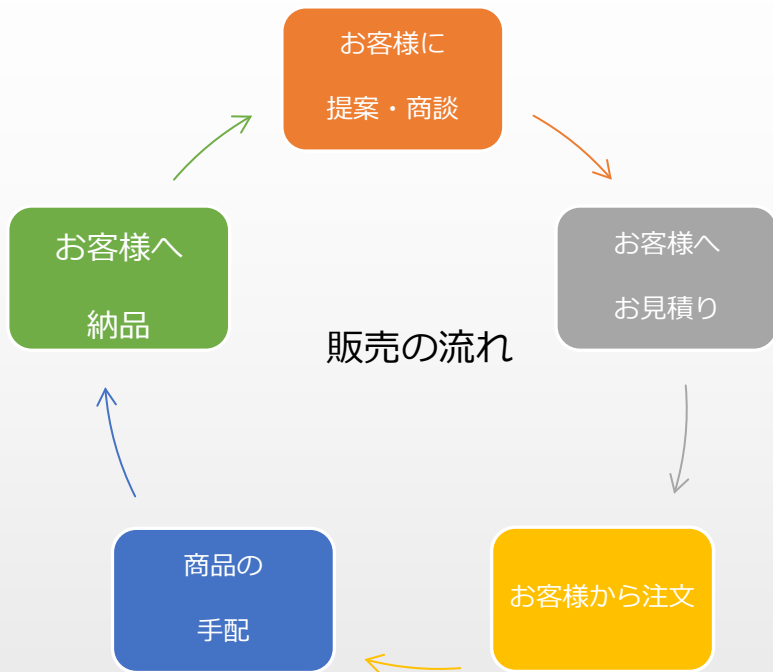 お客様に
提案・商談
お客様へ
お見積り
お客様から注文
商品の
手配
お客様へ
納品
販売の流れ